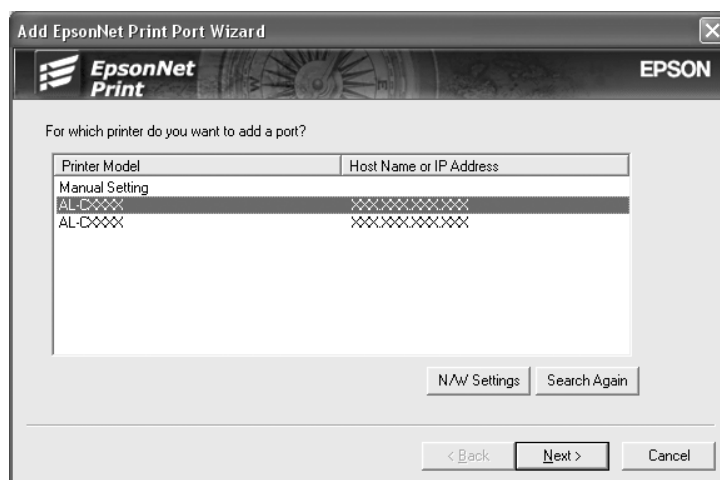 Add EpsonNet Print Port Wizard
EpsonNet
Print
EPSON
For which printer do you want to add a port?
Printer Model Host Name or IP Address
Manual Setting
AL-CXXXX XXX.XXX.XXX.XXX
AL-CXXXX XXX.XXX.XXX.XXX
N/W Settings Search Again
< Back Next > Cancel